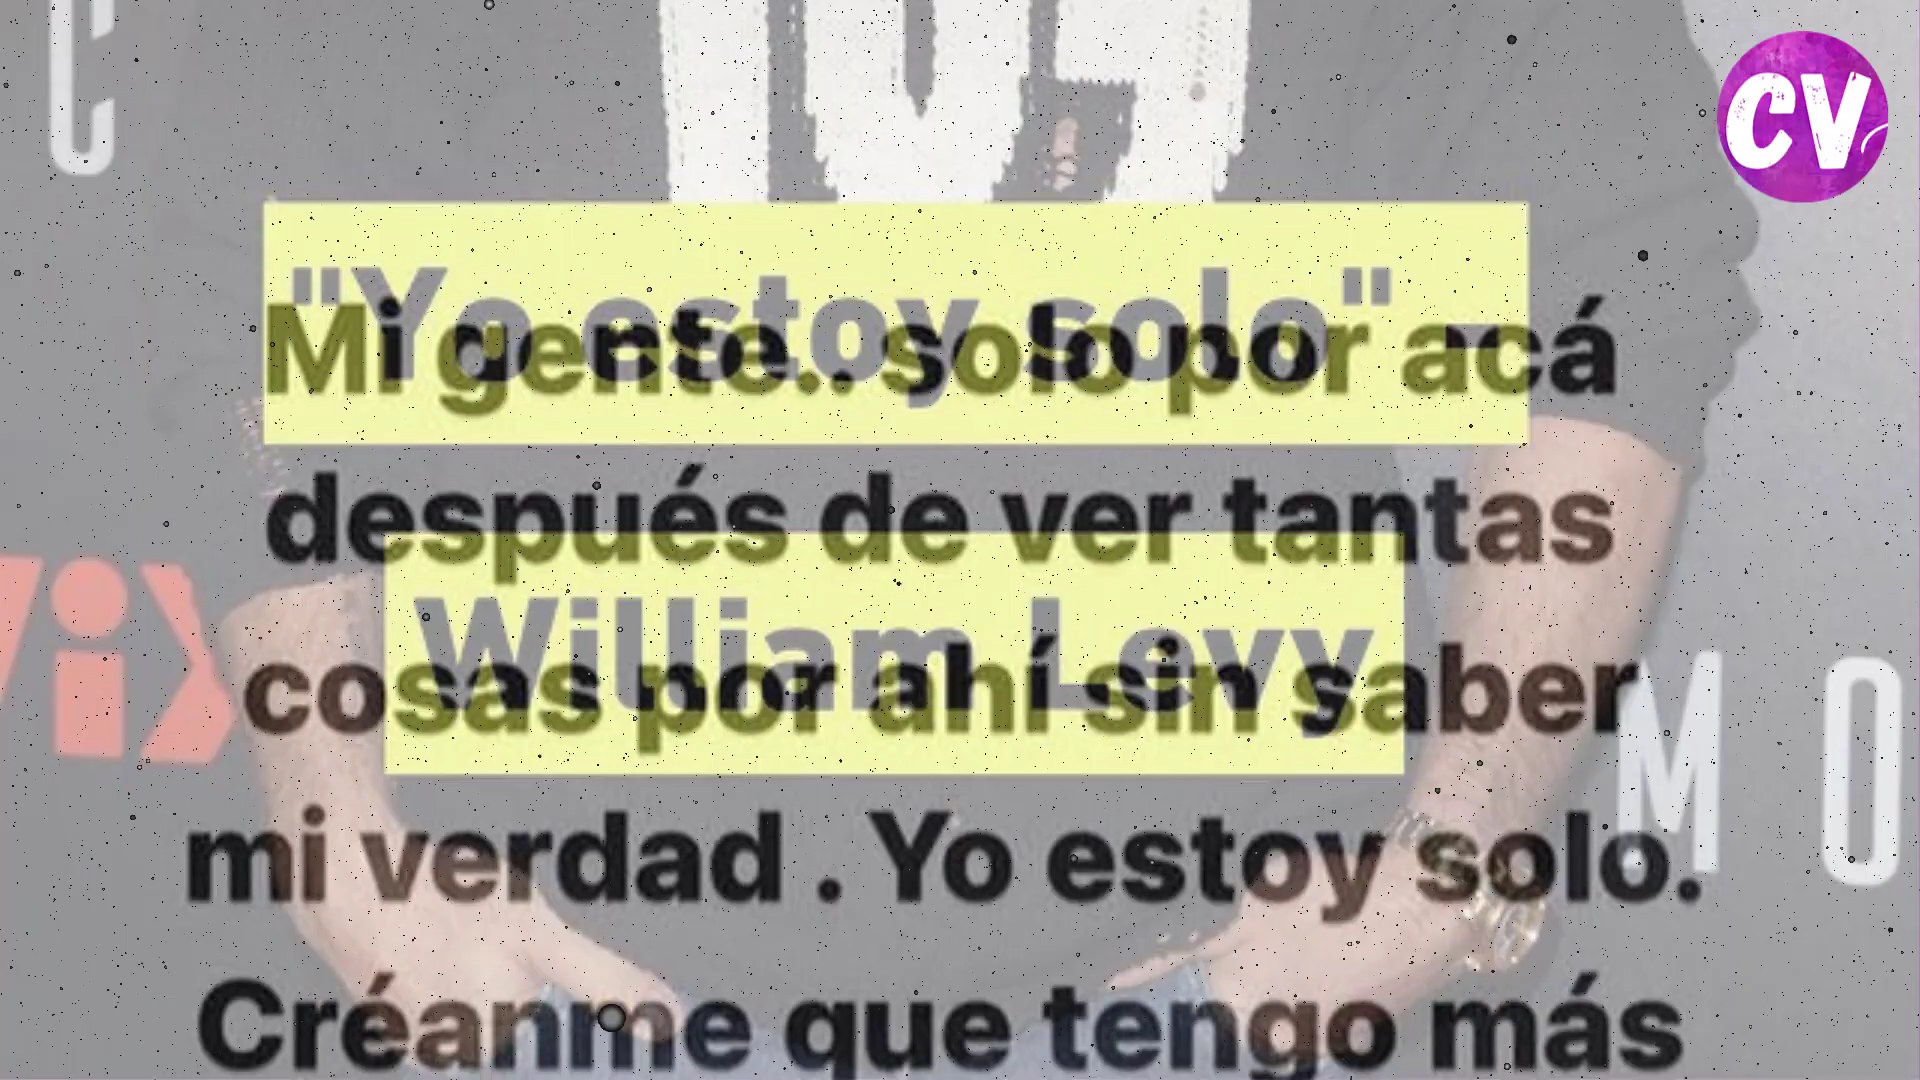 C
CV
"Yo estoy solo" -
Mi gente.. solo por acá
después de ver tantas
William Levy
cosas por ahí sin saber
ViX
M O
mi verdad . Yo estoy solo.
Créanme que tengo más